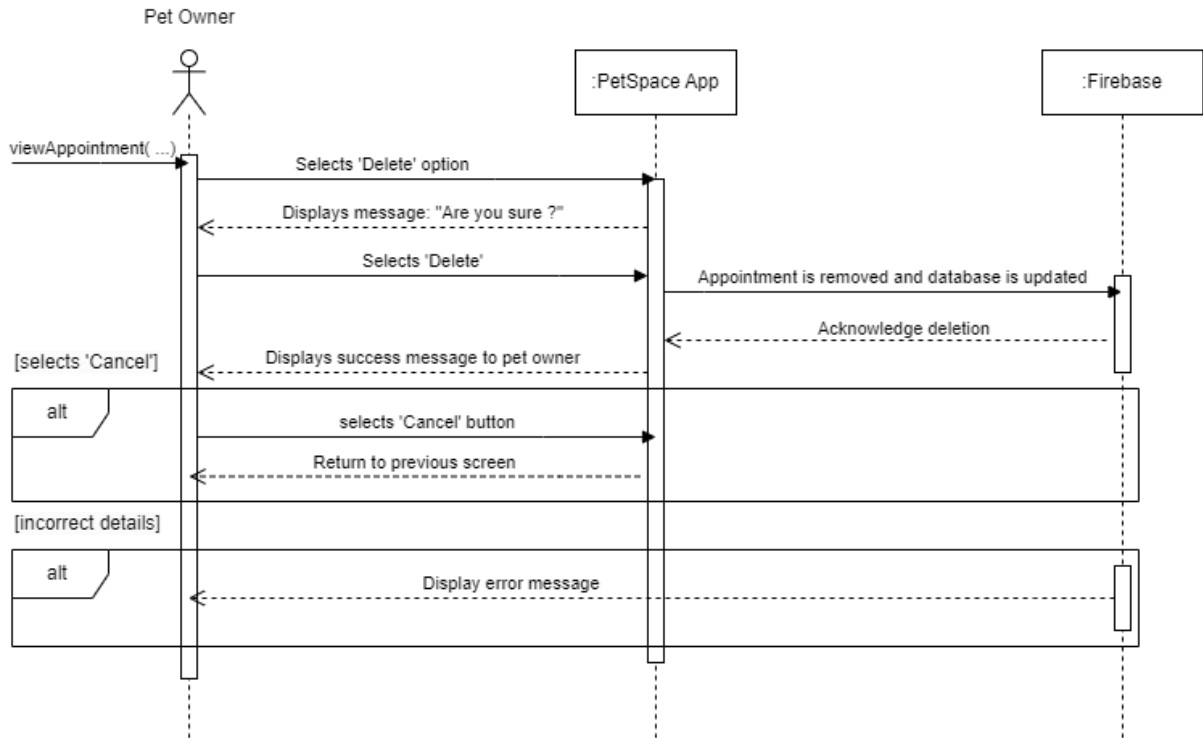 Pet Owner
:PetSpace App
:Firebase
viewAppointment( ...)
Selects 'Delete' option
Displays message: "Are you sure ?"
Selects 'Delete'
Appointment is removed and database is updated
Acknowledge deletion
Displays success message to pet owner
[selects 'Cancel']
alt
selects 'Cancel' button
Return to previous screen
[incorrect details]
alt
Display error message